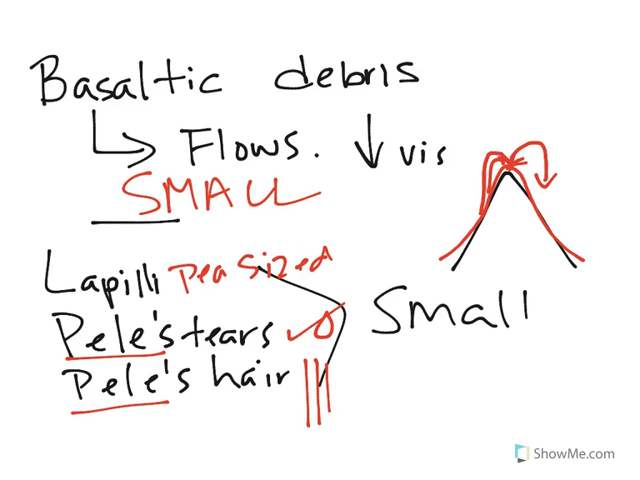 Basaltic debris
Flows. ↓ vis
SMALL
Lapilli pea sized
Pele's tears
Small
Pele's hair
ShowMe.com